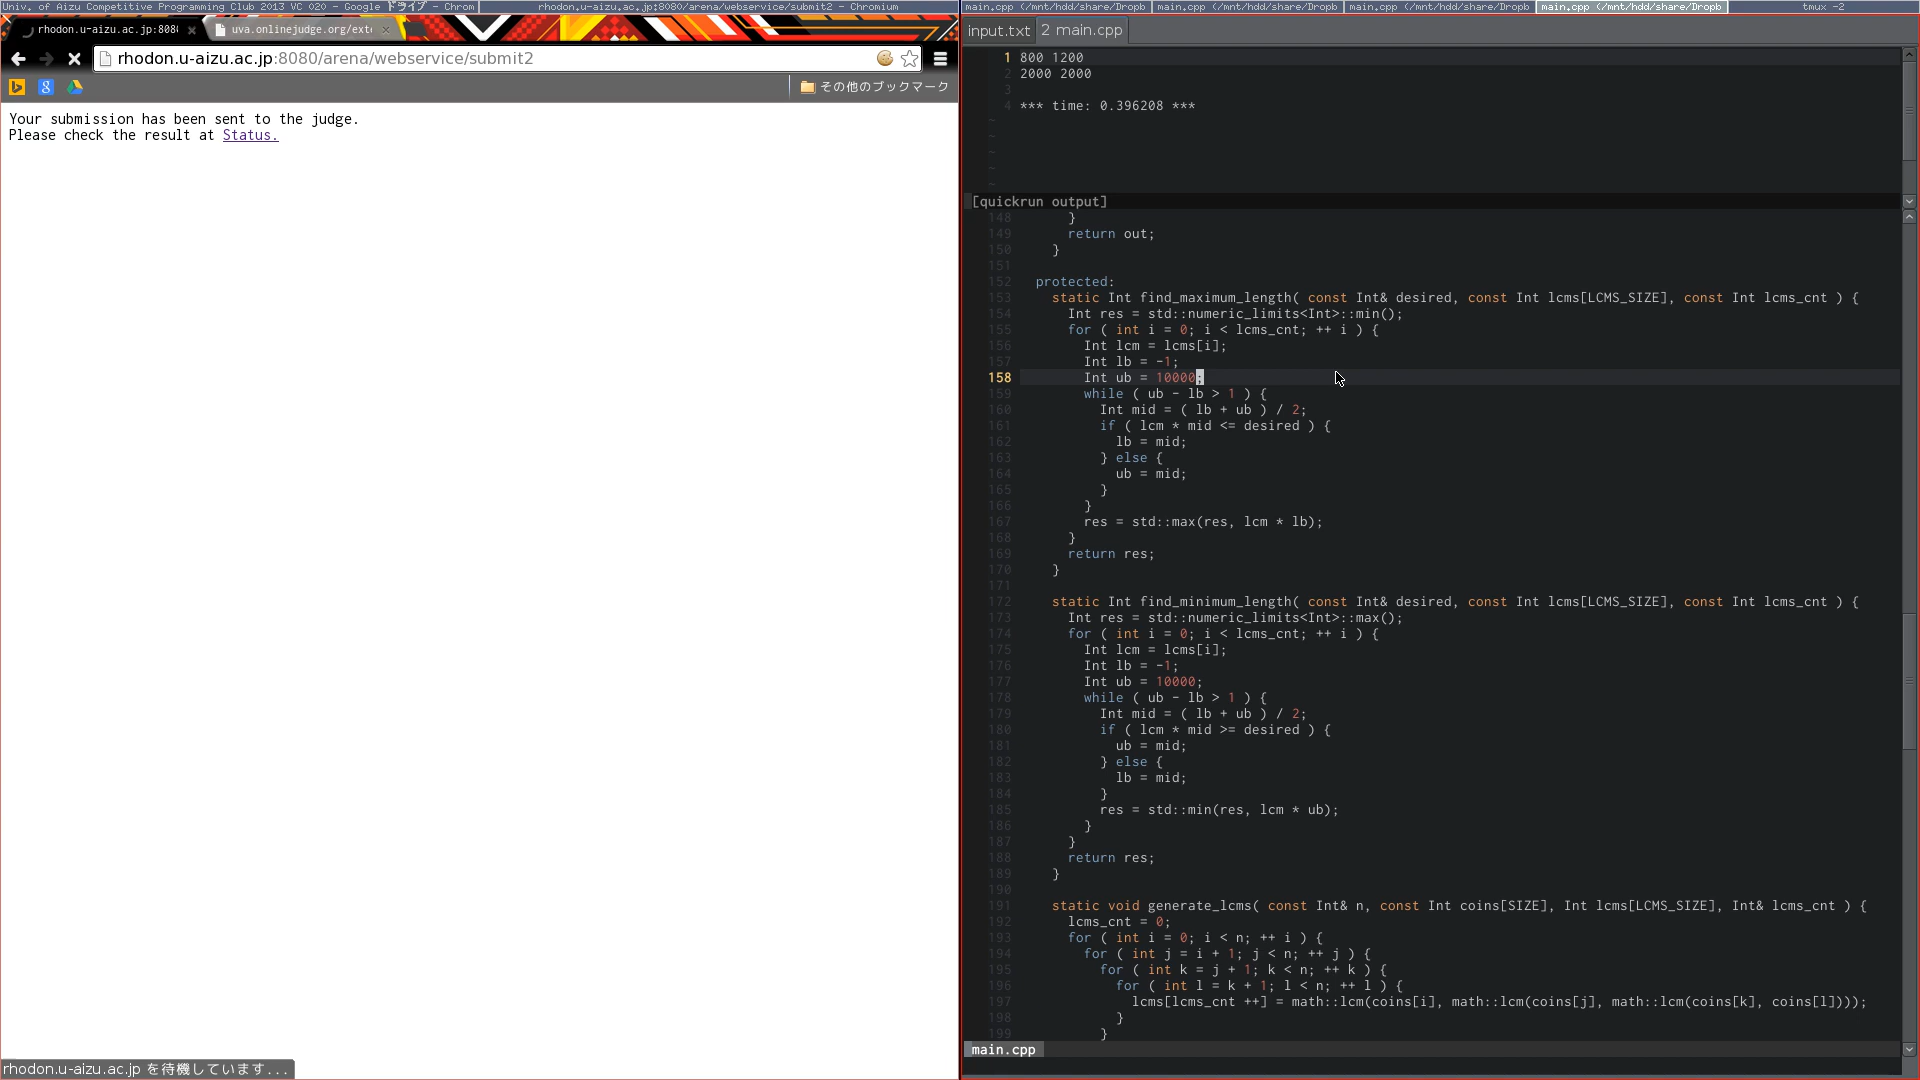 Univ. of Aizu Competitive Programming Club 2013 VC 020 - Google ドライブ - Chrom
rhodon.u-aizu.ac.jp:8080/arena/webservice/submit2 - Chromium
main.cpp (/mnt/hdd/share/Dropb
main.cpp (/mnt/hdd/share/Dropb
main.cpp (/mnt/hdd/share/Dropb
main.cpp (/mnt/hdd/share/Dropb
tmux -2
rhodon.u-aizu.ac.jp:808
uva.onlinejudge.org/exte
rhodon.u-aizu.ac.jp:8080/arena/webservice/submit2
その他のブックマーク
Your submission has been sent to the judge.
Please check the result at Status.
rhodon.u-aizu.ac.jp を待機しています...
input.txt 2 main.cpp
1 800 1200
2 2000 2000
3
4 *** time: 0.396208 ***
~
~
~
~
~
[quickrun output]
148 }
149 return out;
150 }
151
152 protected:
153 static Int find_maximum_length( const Int& desired, const Int lcms[LCMS_SIZE], const Int lcms_cnt ) {
154 Int res = std::numeric_limits<Int>::min();
155 for ( int i = 0; i < lcms_cnt; ++ i ) {
156 Int lcm = lcms[i];
157 Int lb = -1;
158 Int ub = 10000;
159 while ( ub - lb > 1 ) {
160 Int mid = ( lb + ub ) / 2;
161 if ( lcm * mid <= desired ) {
162 lb = mid;
163 } else {
164 ub = mid;
165 }
166 }
167 res = std::max(res, lcm * lb);
168 }
169 return res;
170 }
171
172 static Int find_minimum_length( const Int& desired, const Int lcms[LCMS_SIZE], const Int lcms_cnt ) {
173 Int res = std::numeric_limits<Int>::max();
174 for ( int i = 0; i < lcms_cnt; ++ i ) {
175 Int lcm = lcms[i];
176 Int lb = -1;
177 Int ub = 10000;
178 while ( ub - lb > 1 ) {
179 Int mid = ( lb + ub ) / 2;
180 if ( lcm * mid >= desired ) {
181 ub = mid;
182 } else {
183 lb = mid;
184 }
185 res = std::min(res, lcm * ub);
186 }
187 }
188 return res;
189 }
190
191 static void generate_lcms( const Int& n, const Int coins[SIZE], Int lcms[LCMS_SIZE], Int& lcms_cnt ) {
192 lcms_cnt = 0;
193 for ( int i = 0; i < n; ++ i ) {
194 for ( int j = i + 1; j < n; ++ j ) {
195 for ( int k = j + 1; k < n; ++ k ) {
196 for ( int l = k + 1; l < n; ++ l ) {
197 lcms[lcms_cnt ++] = math::lcm(coins[i], math::lcm(coins[j], math::lcm(coins[k], coins[l])));
198 }
199 }
main.cpp